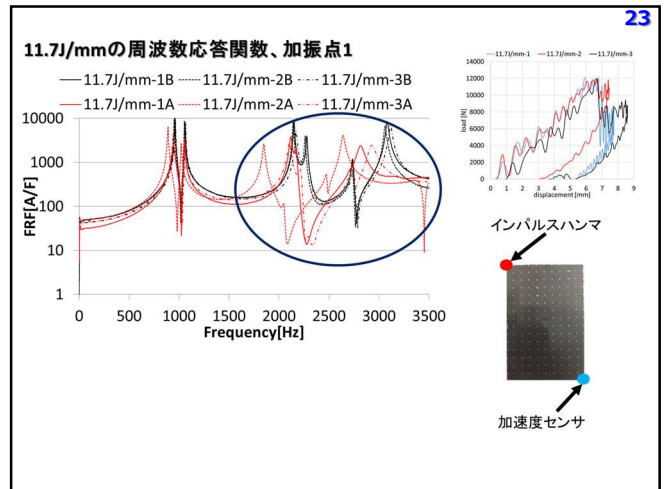 23
11.7J/mmの周波数応答関数、加振点1
11.7J/mm-1B 11.7J/mm-2B 11.7J/mm-3B
11.7J/mm-1A 11.7J/mm-2A 11.7J/mm-3A
10000
1000
100
10
1
FRF[A/F]
0 500 1000 1500 2000 2500 3000 3500
Frequency[Hz]
11.7J/mm-1 11.7J/mm-2 11.7J/mm-3
14000
12000
10000
8000
6000
4000
2000
0
load [N]
0 1 2 3 4 5 6 7 8 9
displacement [mm]
インパルスハンマ
加速度センサ